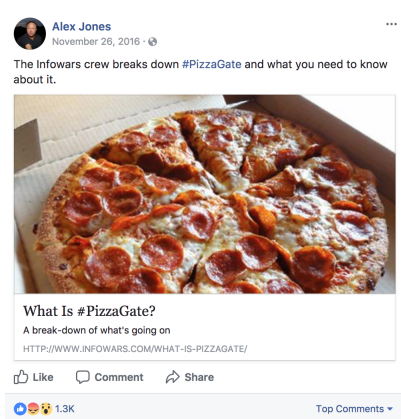 Alex Jones
November 26, 2016 ·
The Infowars crew breaks down #PizzaGate and what you need to know
about it.
What Is #PizzaGate?
A break-down of what's going on
HTTP://WWW.INFOWARS.COM/WHAT-IS-PIZZAGATE/
Like Comment Share
1.3K Top Comments